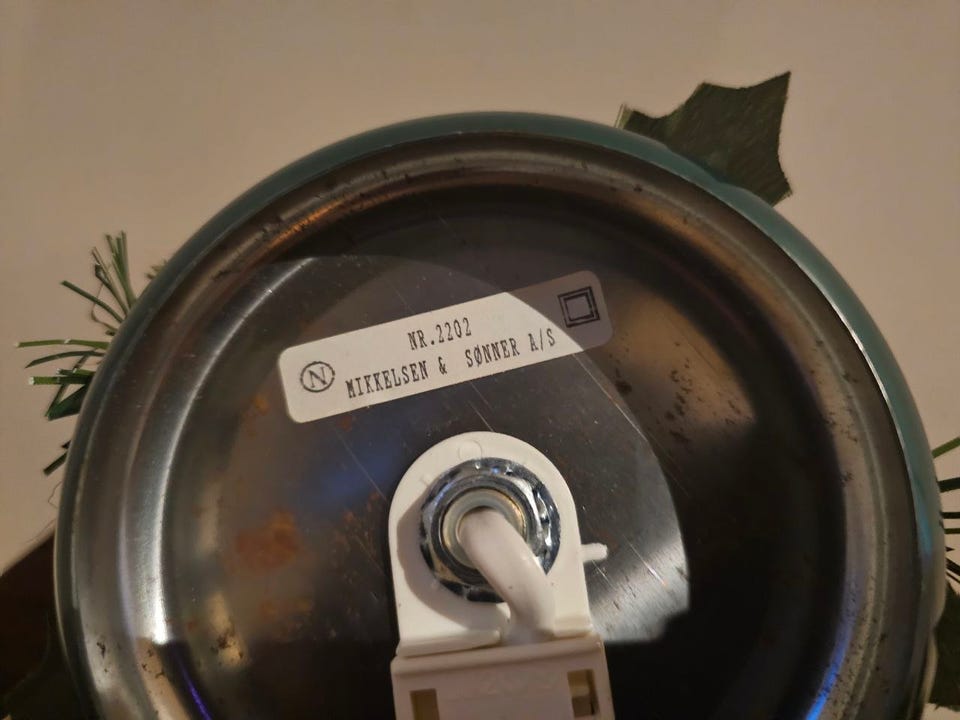 NR.2202
N MIKKELSEN & SØNNER A/S